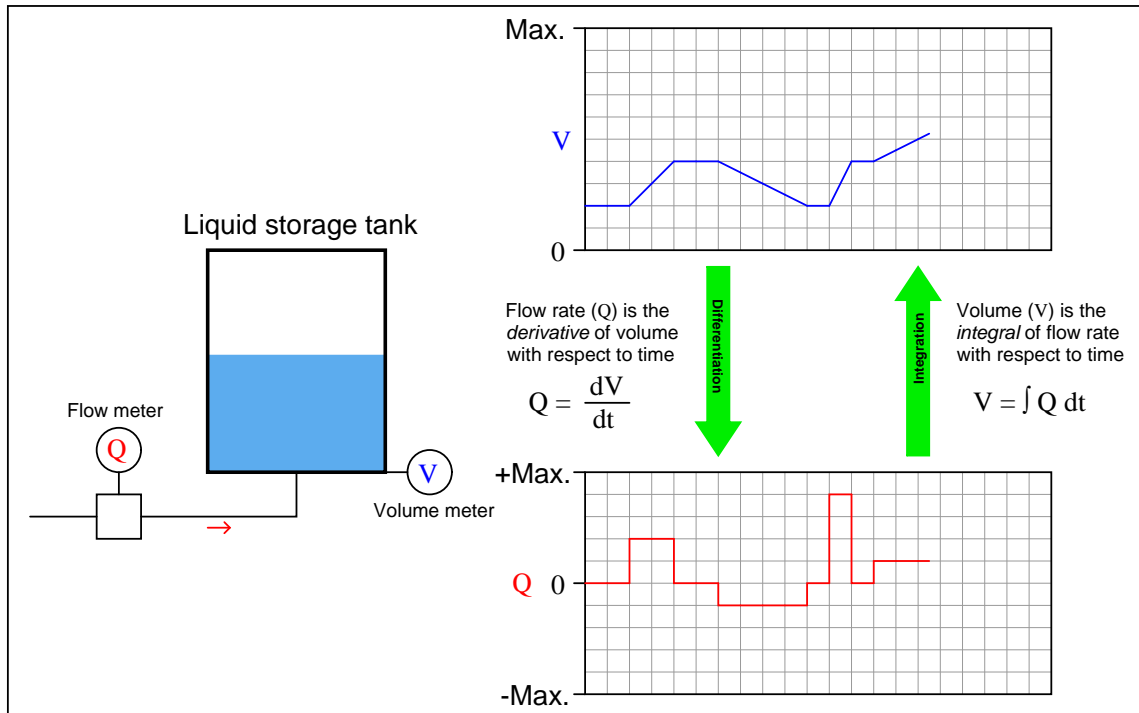 Max.
V
0
Liquid storage tank
Flow meter
Q
V
Volume meter
Flow rate (Q) is the
derivative of volume
with respect to time
Q = dV
dt
Differentiation
Integration
Volume (V) is the
integral of flow rate
with respect to time
V = ∫ Q dt
+Max.
Q 0
-Max.